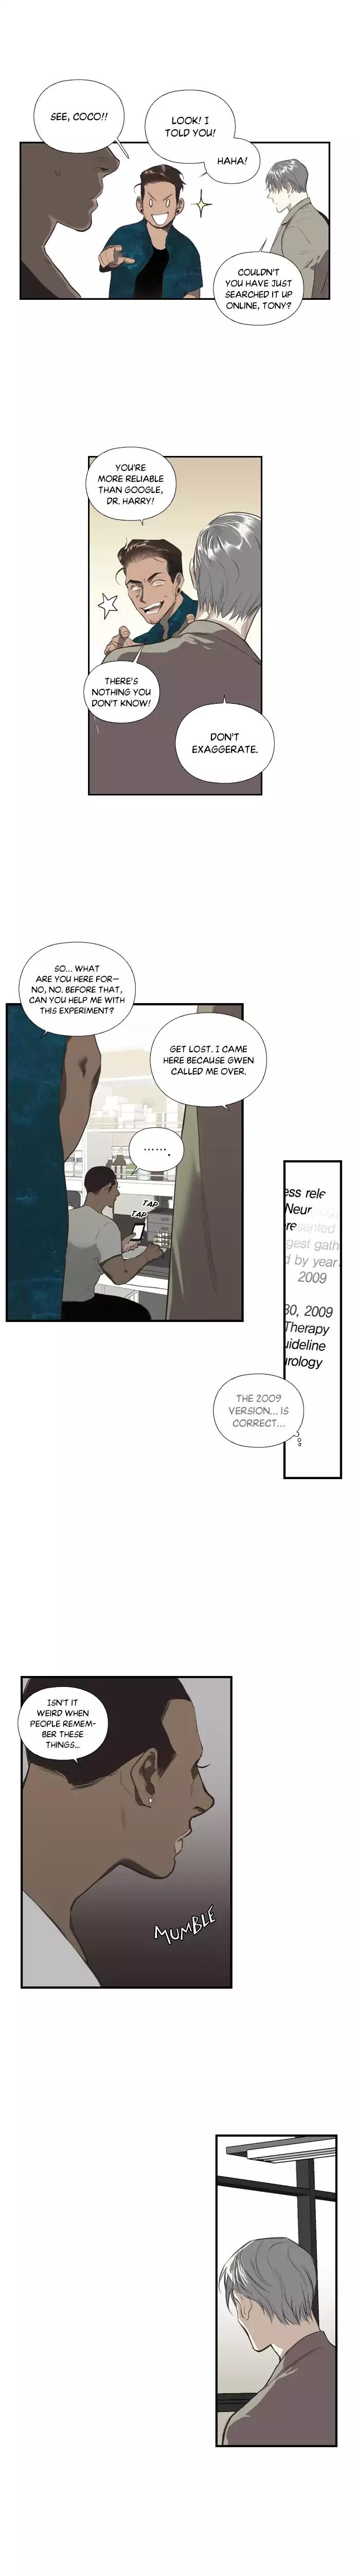 SEE, COCO!!
LOOK! I
TOLD YOU!
HAHA!
COULDN'T
YOU HAVE JUST
SEARCHED IT UP
ONLINE, TONY?
YOU'RE
MORE RELIABLE
THAN GOOGLE,
DR. HARRY!
THERE'S
NOTHING YOU
DON'T KNOW!
DON'T
EXAGGERATE.
SO... WHAT
ARE YOU HERE FOR—
NO, NO. BEFORE THAT,
CAN YOU HELP ME WITH
THIS EXPERIMENT?
GET LOST. I CAME
HERE BECAUSE GWEN
CALLED ME OVER.
.......
TAP
TAP
ess rele
Neur
resented
rgest gath
d by year
2009
30, 2009
Therapy
uideline
urology
THE 2009
VERSION... IS
CORRECT...
ISN'T IT
WEIRD WHEN
PEOPLE REMEM-
BER THESE
THINGS...
MUMBLE